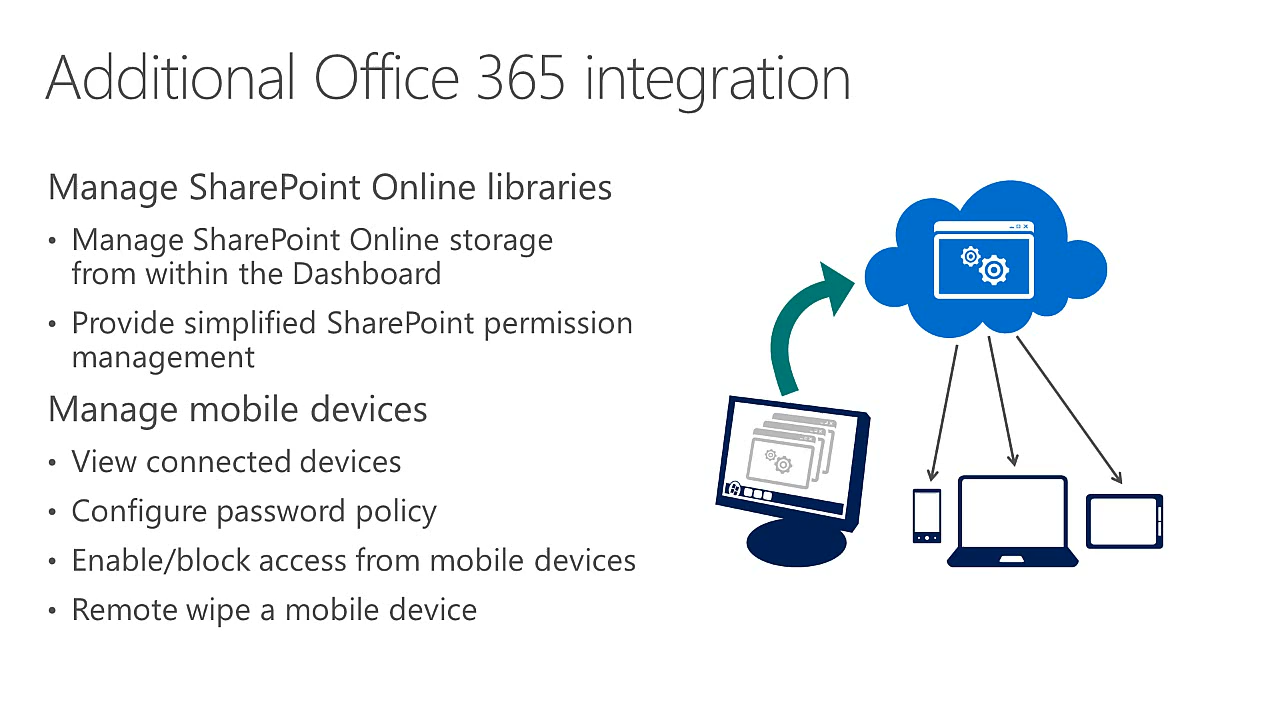 Additional Office 365 integration
Manage SharePoint Online libraries
• Manage SharePoint Online storage
from within the Dashboard
• Provide simplified SharePoint permission
management
Manage mobile devices
• View connected devices
• Configure password policy
• Enable/block access from mobile devices
• Remote wipe a mobile device